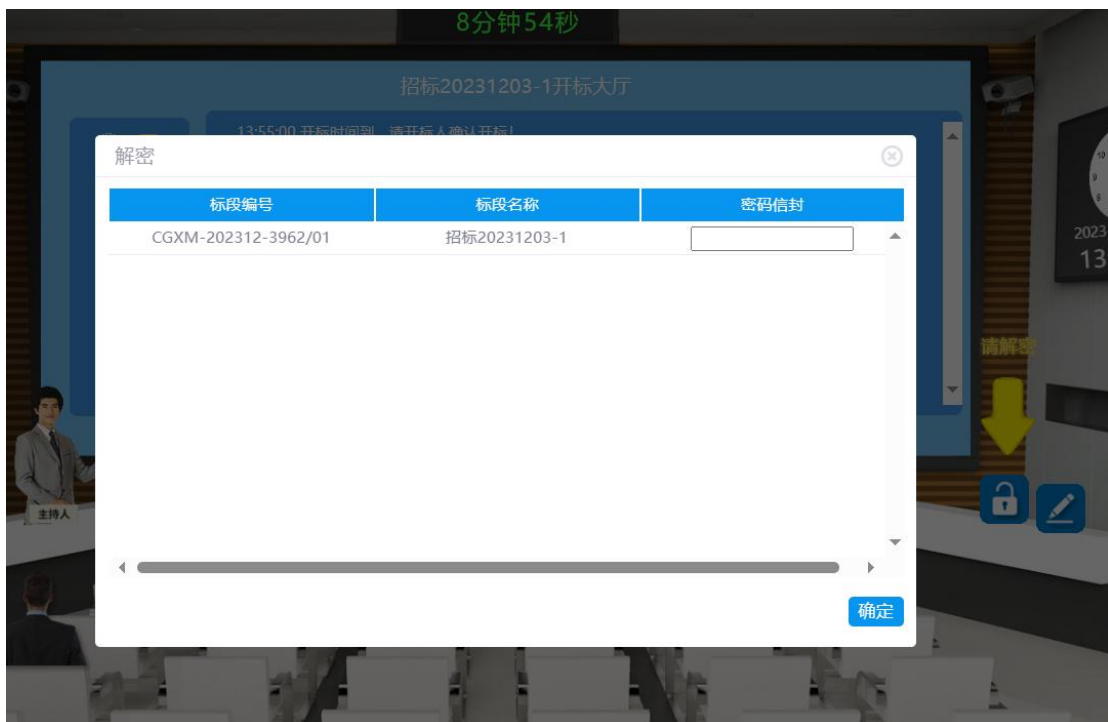 8分钟54秒
招标20231203-1开标大厅
13:55:00 开标时间到，请开标人确认开标！
解密
标段编号 标段名称 密码信封
CGXM-202312-3962/01 招标20231203-1
10
9
8
2023
13
请解密
主持人
确定